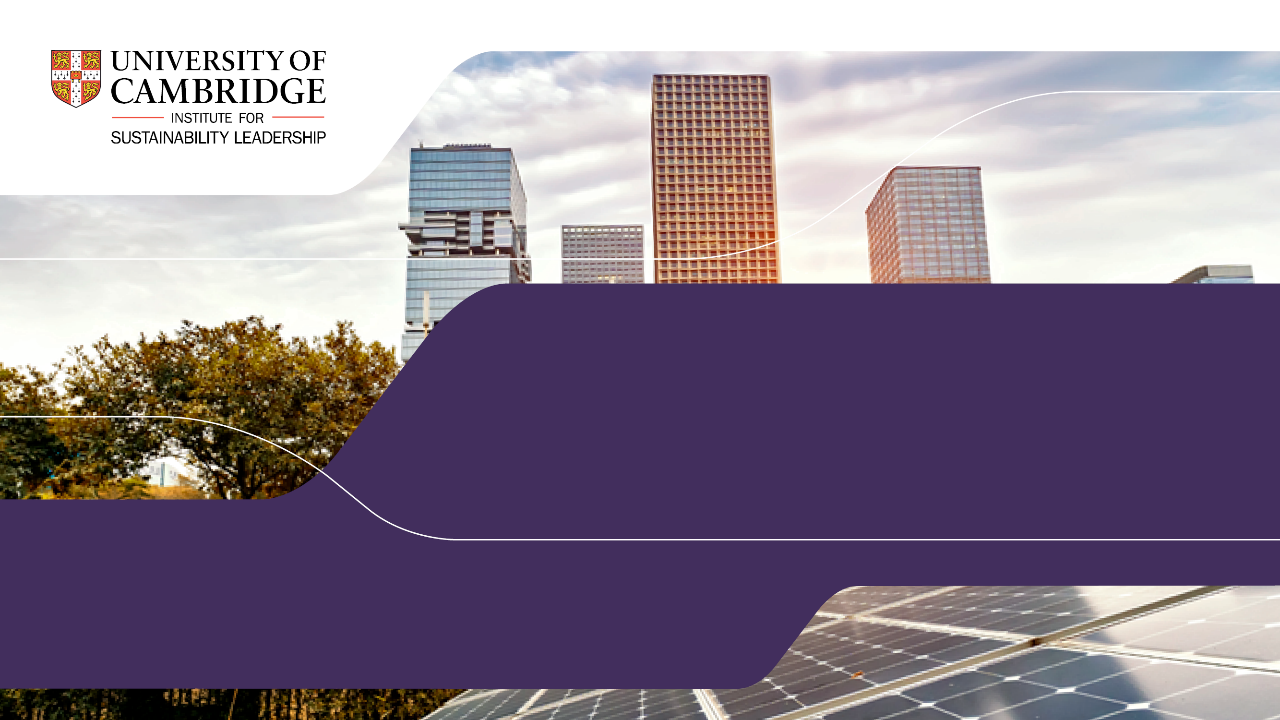 UNIVERSITY OF
CAMBRIDGE
INSTITUTE FOR
SUSTAINABILITY LEADERSHIP